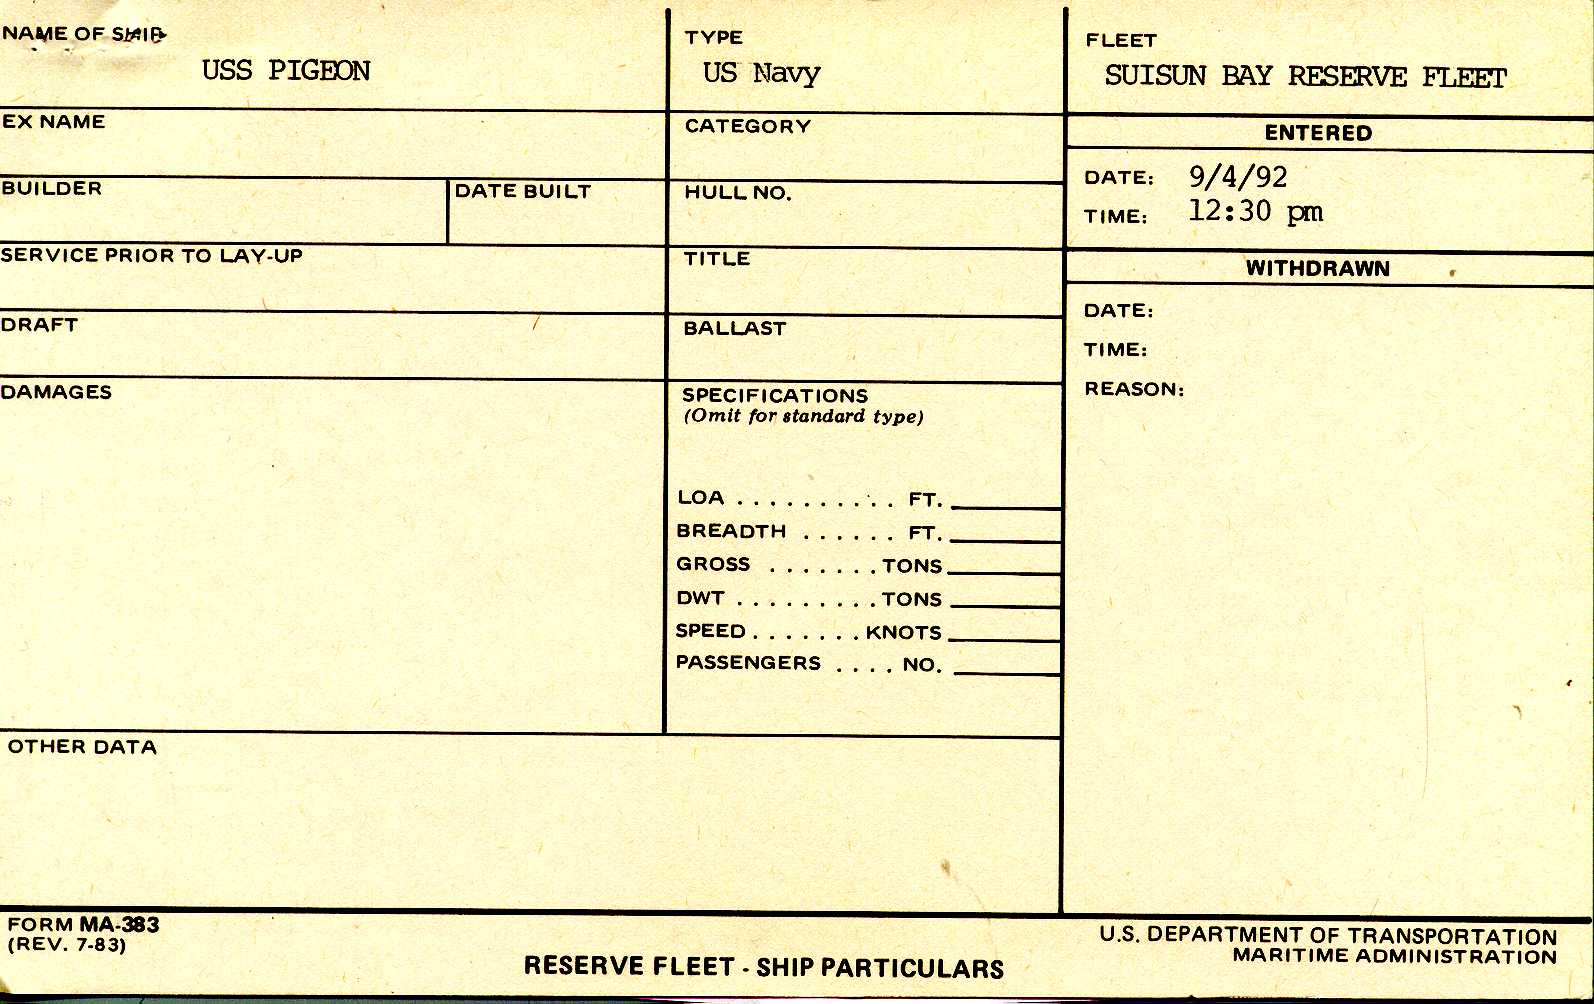 NAME OF SHIP
USS PIGEON
TYPE
US Navy
FLEET
SUISUN BAY RESERVE FLEET
EX NAME
CATEGORY
ENTERED
DATE: 9/4/92
TIME: 12:30 pm
BUILDER
DATE BUILT
HULL NO.
SERVICE PRIOR TO LAY-UP
TITLE
WITHDRAWN
DATE:
TIME:
REASON:
DRAFT
BALLAST
DAMAGES
SPECIFICATIONS
(Omit for standard type)
LOA . . . . . . . . . . FT.
BREADTH . . . . . . FT.
GROSS . . . . . . . TONS
DWT . . . . . . . . . TONS
SPEED . . . . . . . KNOTS
PASSENGERS . . . . NO.
OTHER DATA
FORM MA-383
(REV. 7-83)
RESERVE FLEET - SHIP PARTICULARS
U.S. DEPARTMENT OF TRANSPORTATION
MARITIME ADMINISTRATION